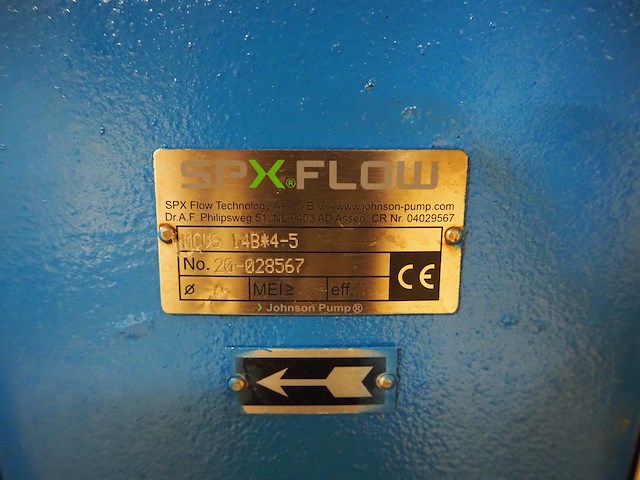 SPX® FLOW
SPX Flow Technology Assen B.V. www.johnson-pump.com
Dr.A.F. Philipsweg 51, NL-9403 AD Assen, CR Nr. 04029567
14B*4-5
No. 20-028567
CE
ø MEI ≥ eff.
Johnson Pump®